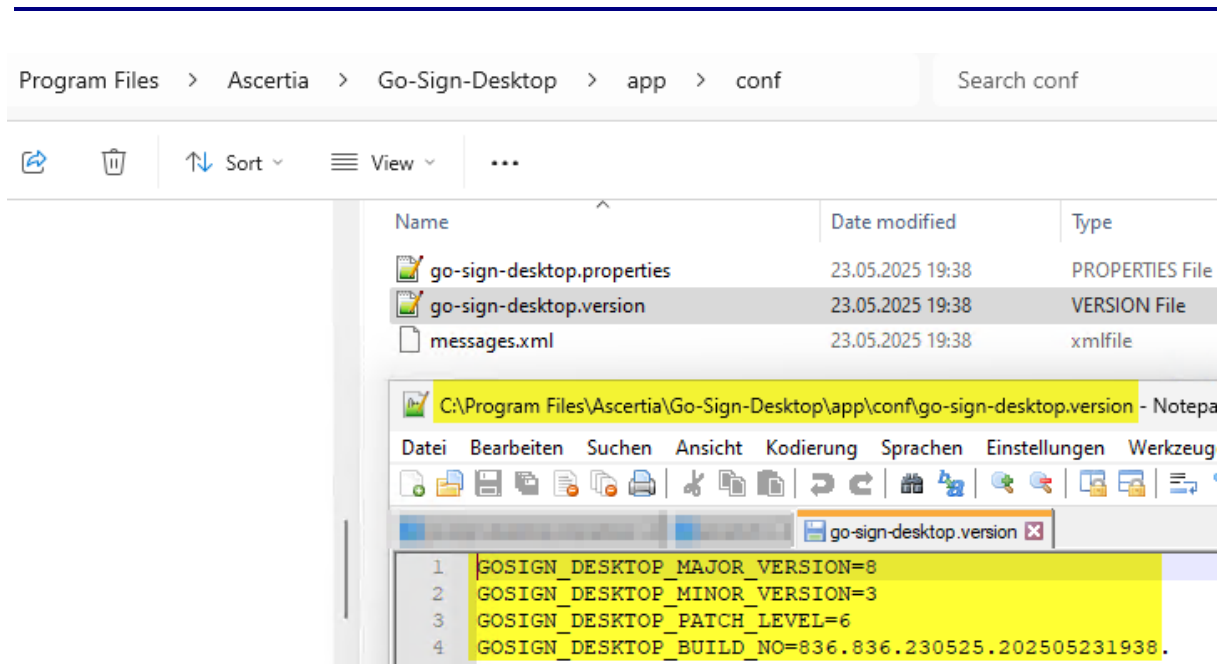 Program Files > Ascertia > Go-Sign-Desktop > app > conf Search conf
Sort View ...
Name Date modified Type
go-sign-desktop.properties 23.05.2025 19:38 PROPERTIES File
go-sign-desktop.version 23.05.2025 19:38 VERSION File
messages.xml 23.05.2025 19:38 xmlfile
C:\Program Files\Ascertia\Go-Sign-Desktop\app\conf\go-sign-desktop.version - Notepa
Datei Bearbeiten Suchen Ansicht Kodierung Sprachen Einstellungen Werkzeug
go-sign-desktop.version
1 GOSIGN_DESKTOP_MAJOR_VERSION=8
2 GOSIGN_DESKTOP_MINOR_VERSION=3
3 GOSIGN_DESKTOP_PATCH_LEVEL=6
4 GOSIGN_DESKTOP_BUILD_NO=836.836.230525.202505231938.